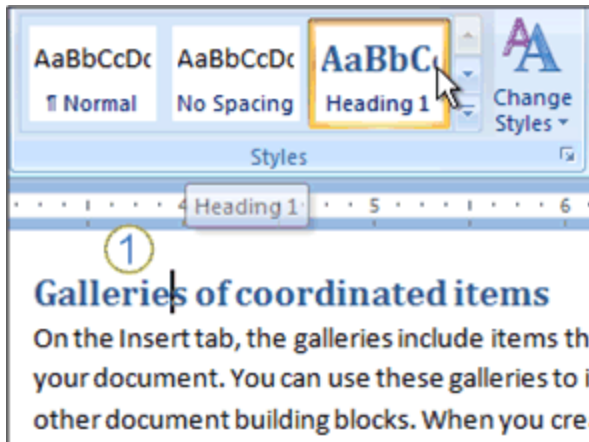 AaBbCcDc AaBbCcDc AaBbC
¶ Normal No Spacing Heading 1 Change
Styles
Styles
4 Heading 1 5 6
1
Galleries of coordinated items
On the Insert tab, the galleries include items th
your document. You can use these galleries to i
other document building blocks. When you cre